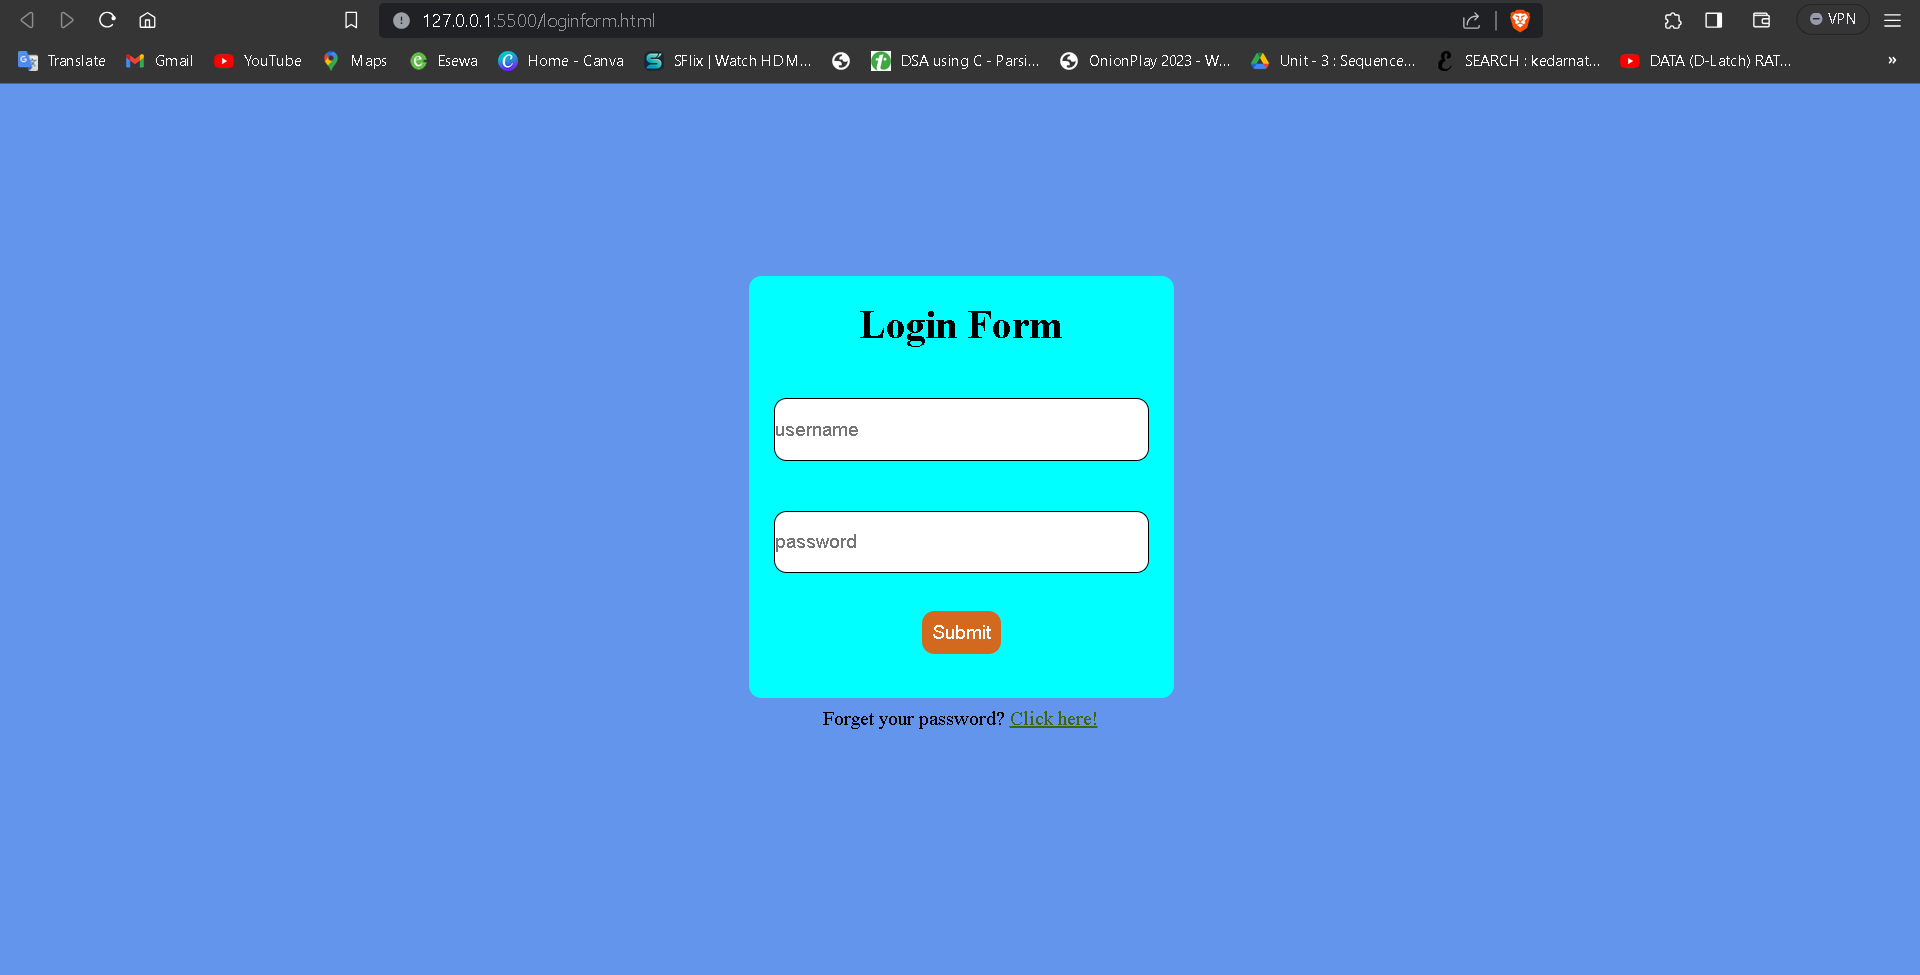 127.0.0.1:5500/loginform.html VPN
Translate Gmail YouTube Maps Esewa Home - Canva SFlix | Watch HD M... DSA using C - Parsi... OnionPlay 2023 - W... Unit - 3 : Sequence... SEARCH : kedarnat... DATA (D-Latch) RAT... »
Login Form
username
password
Submit
Forget your password? Click here!